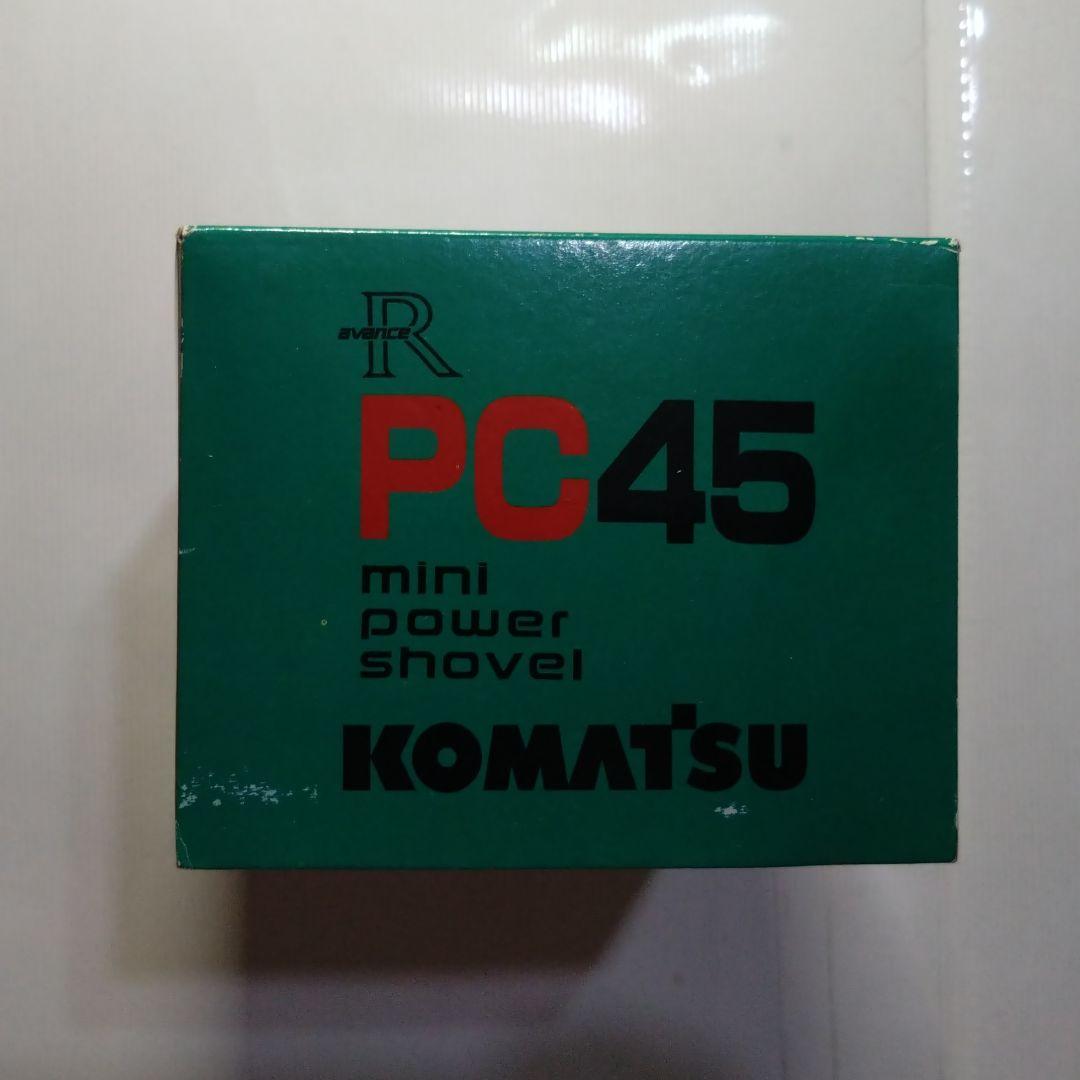 avance R
PC45
mini
power
shovel
KOMATSU